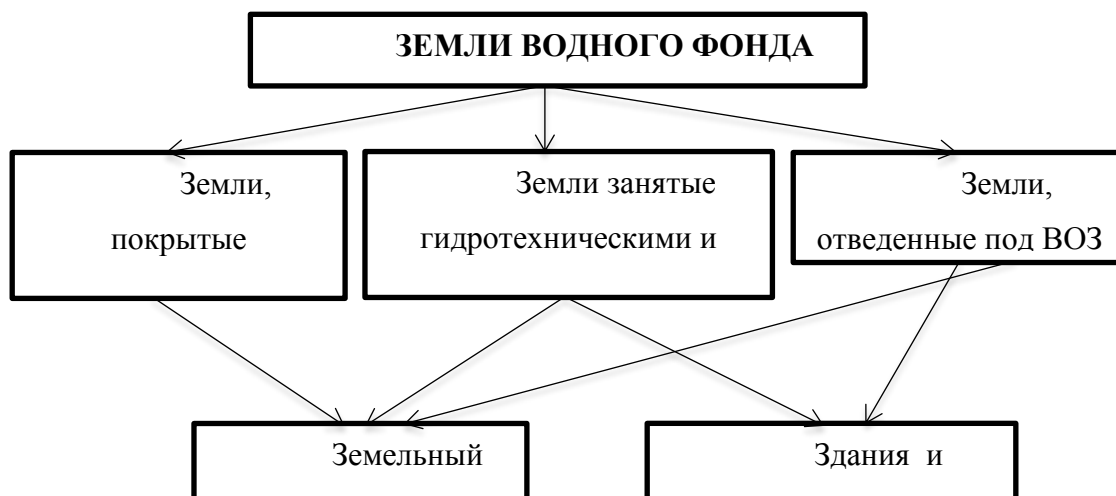 ЗЕМЛИ ВОДНОГО ФОНДА
Земли,
покрытые
Земли занятые
гидротехническими и
Земли,
отведенные под ВОЗ
Земельный
Здания и